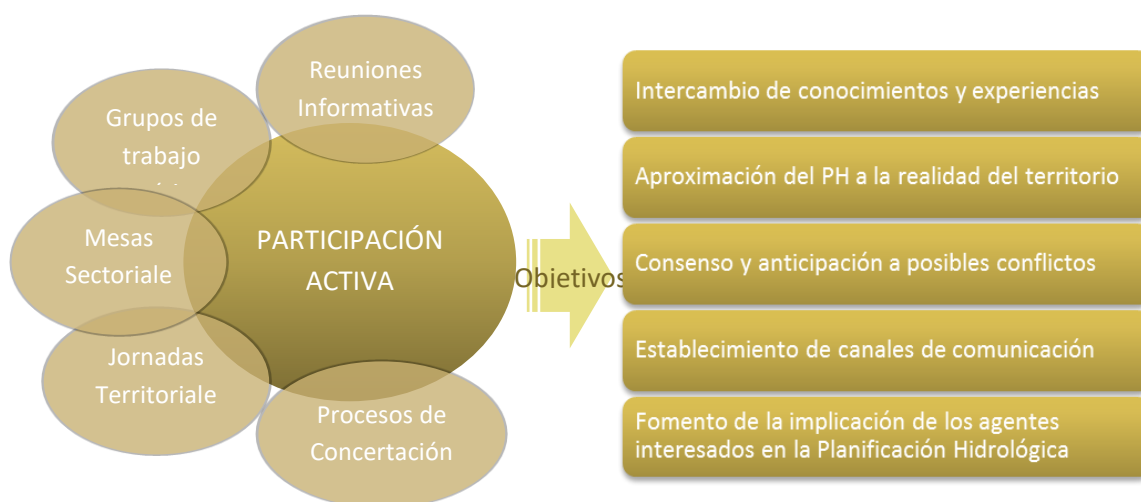 Reuniones
Informativas
Grupos de
trabajo
Mesas
Sectoriale
Jornadas
Territoriale
Procesos de
Concertación
PARTICIPACIÓN
ACTIVA
Objetivos
Intercambio de conocimientos y experiencias
Aproximación del PH a la realidad del territorio
Consenso y anticipación a posibles conflictos
Establecimiento de canales de comunicación
Fomento de la implicación de los agentes
interesados en la Planificación Hidrológica